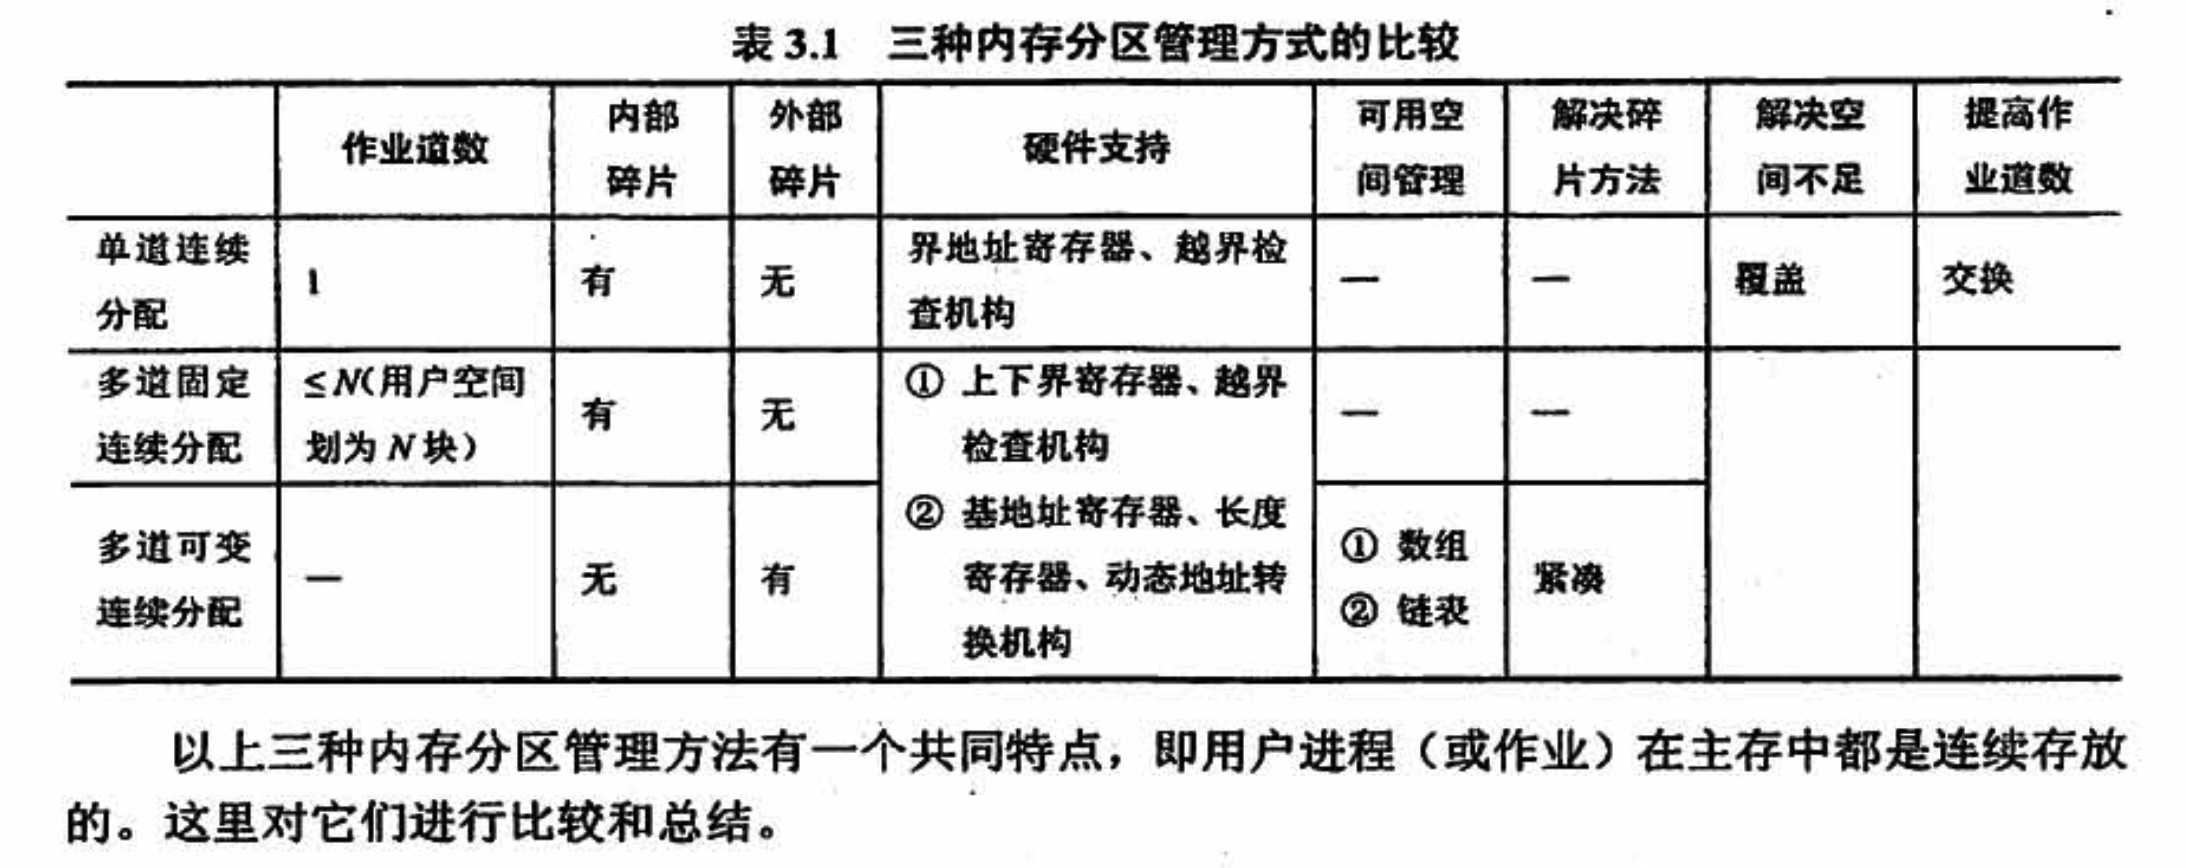 表 3.1 三种内存分区管理方式的比较
作业道数 内部碎片 外部碎片 硬件支持 可用空间管理 解决碎片方法 解决空间不足 提高作业道数
单道连续分配 1 有 无 界地址寄存器、越界检查机构 — — 覆盖 交换
多道固定连续分配 ≤N(用户空间划为 N 块) 有 无 ① 上下界寄存器、越界检查机构 — —
② 基地址寄存器、长度寄存器、动态地址转换机构
多道可变连续分配 — 无 有 ① 数组 ② 链表 紧凑
以上三种内存分区管理方法有一个共同特点，即用户进程（或作业）在主存中都是连续存放
的。这里对它们进行比较和总结。